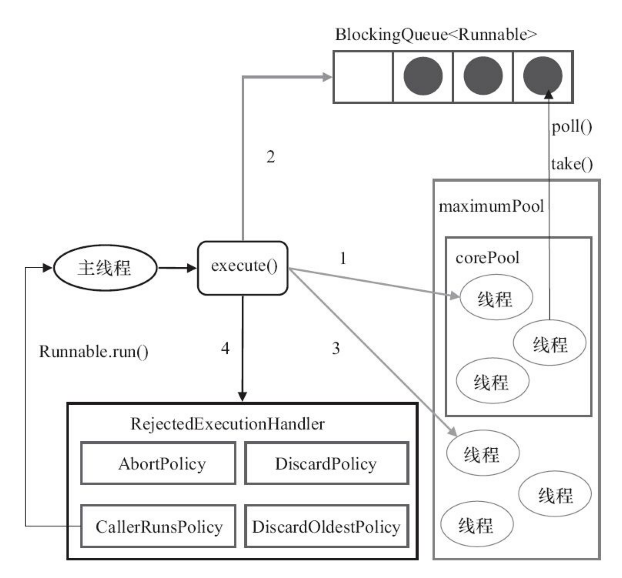 BlockingQueue<Runnable>
poll()
2
take()
maximumPool
corePool
主线程
execute()
1
线程
线程
Runnable.run()
4
3
线程
RejectedExecutionHandler
AbortPolicy
DiscardPolicy
线程
线程
CallerRunsPolicy
DiscardOldestPolicy
线程